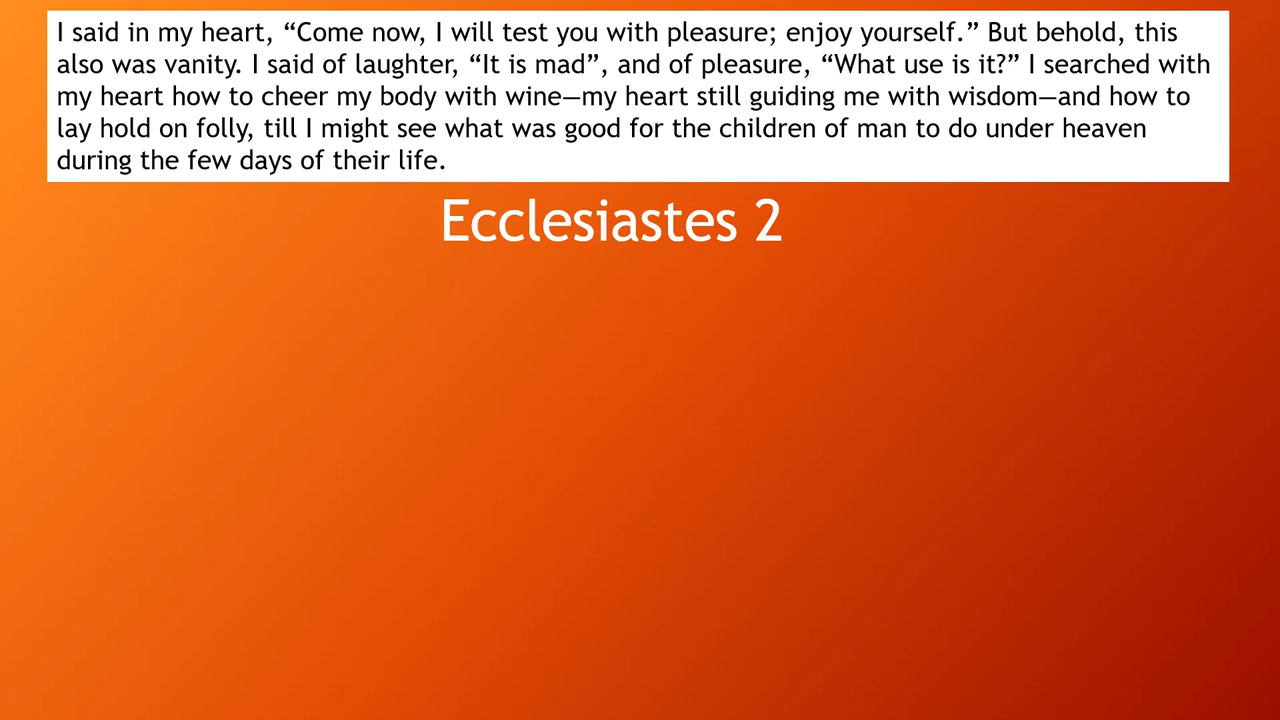 I said in my heart, “Come now, I will test you with pleasure; enjoy yourself.” But behold, this
also was vanity. I said of laughter, “It is mad”, and of pleasure, “What use is it?” I searched with
my heart how to cheer my body with wine—my heart still guiding me with wisdom—and how to
lay hold on folly, till I might see what was good for the children of man to do under heaven
during the few days of their life.
Ecclesiastes 2